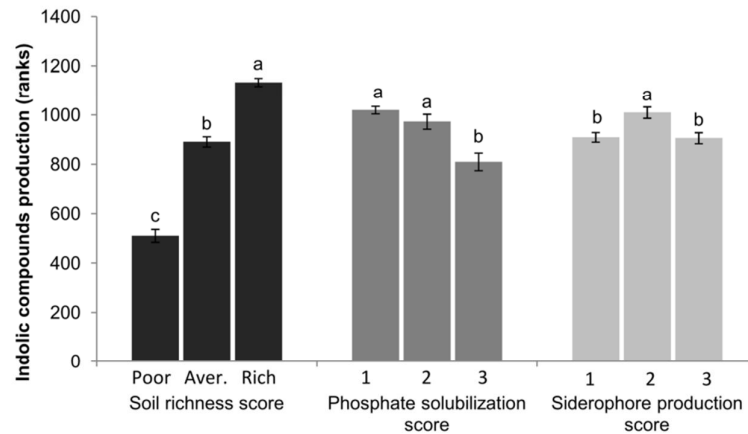 Indolic compounds production (ranks)
1400
1200
1000
800
600
400
200
0
c
b
a
a
a
b
b
a
b
Poor Aver. Rich
1 2 3
1 2 3
Soil richness score
Phosphate solubilization
score
Siderophore production
score